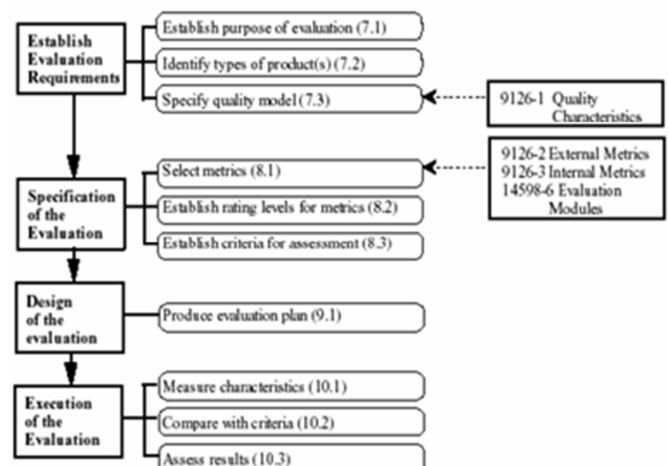 Establish
Evaluation
Requirements
Establish purpose of evaluation (7.1)
Identify types of product(s) (7.2)
Specify quality model (7.3)
9126-1 Quality
Characteristics
Specification
of the
Evaluation
Select metrics (8.1)
Establish rating levels for metrics (8.2)
Establish criteria for assessment (8.3)
9126-2 External Metrics
9126-3 Internal Metrics
14598-6 Evaluation
Modules
Design
of the
evaluation
Produce evaluation plan (9.1)
Execution
of the
Evaluation
Measure characteristics (10.1)
Compare with criteria (10.2)
Assess results (10.3)